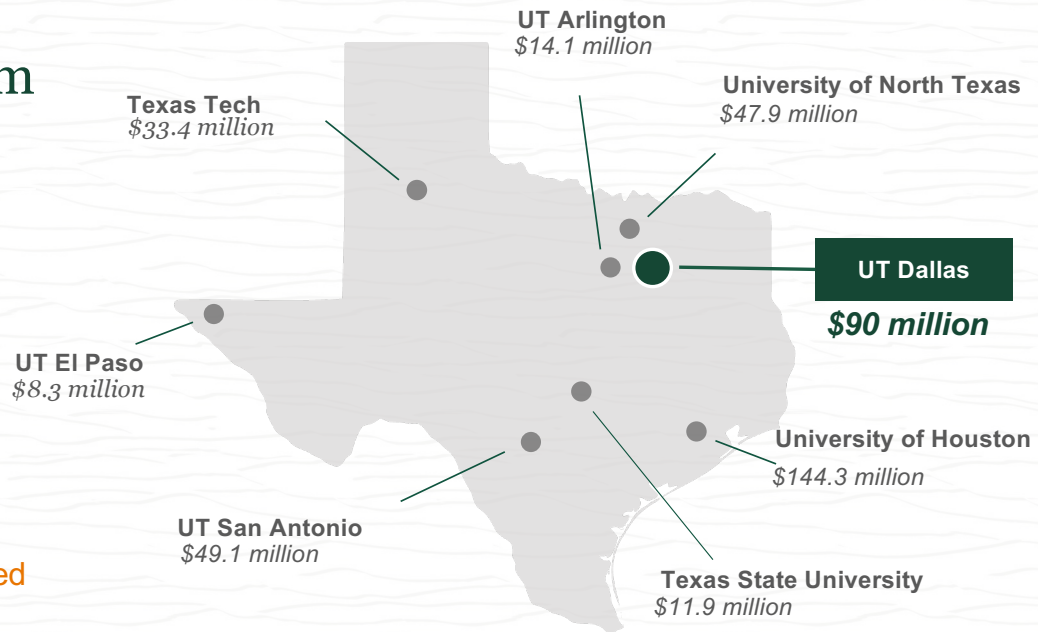 UT Arlington
$14.1 million
m
University of North Texas
$47.9 million
Texas Tech
$33.4 million
UT Dallas
$90 million
UT El Paso
$8.3 million
University of Houston
$144.3 million
UT San Antonio
$49.1 million
ed
Texas State University
$11.9 million